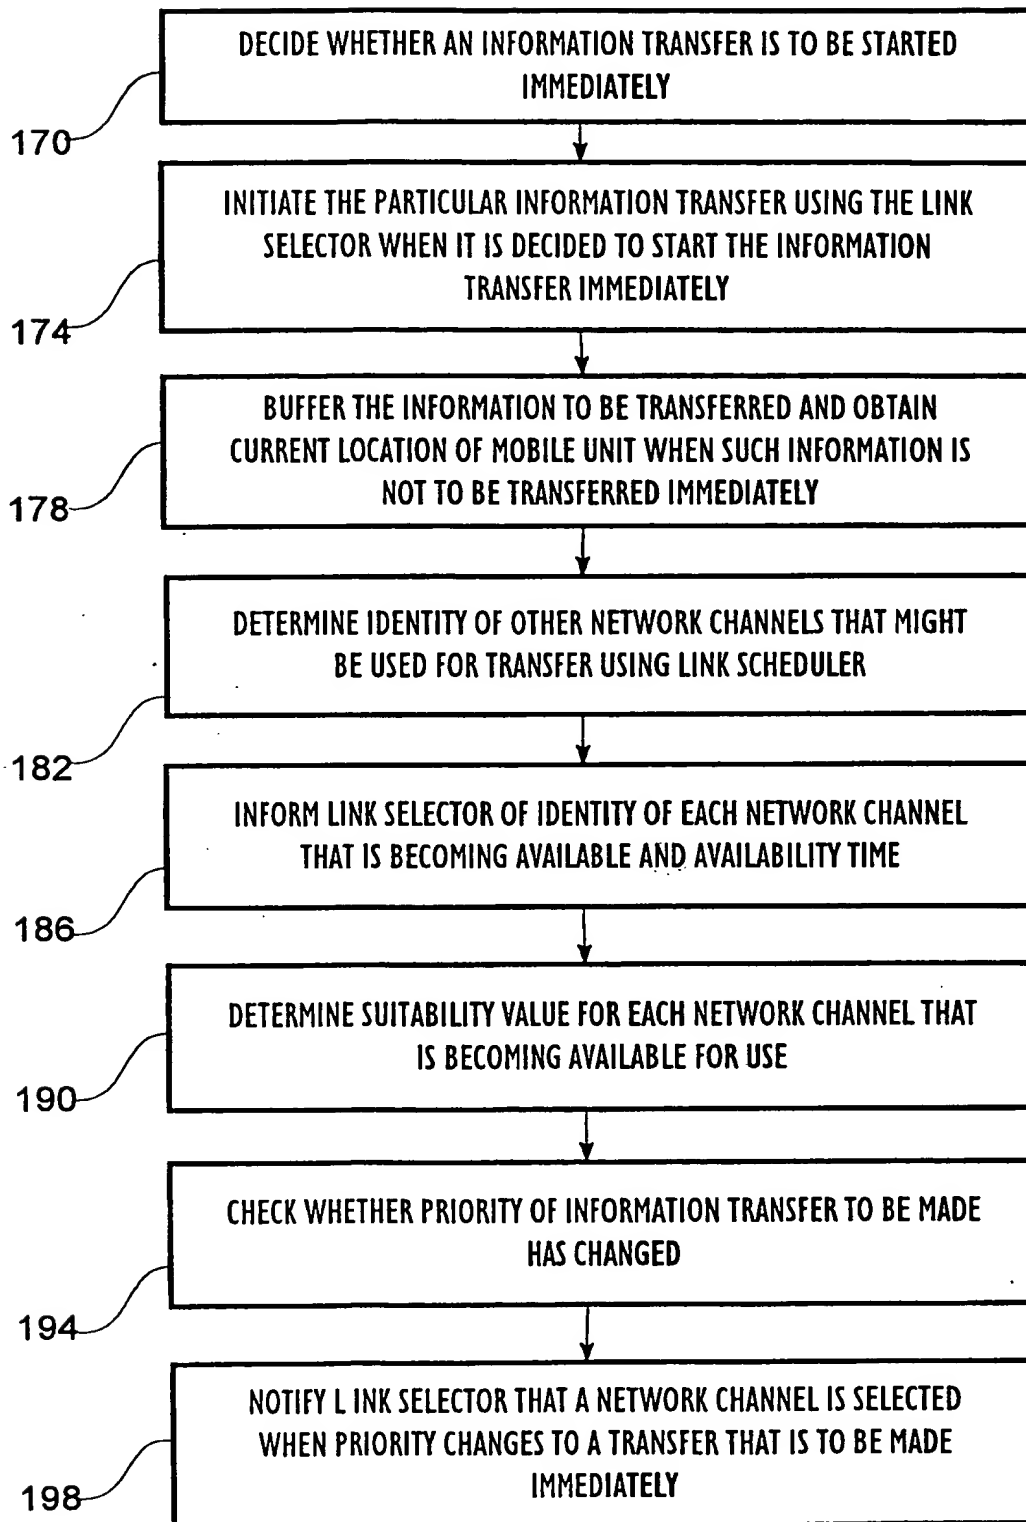 DECIDE WHETHER AN INFORMATION TRANSFER IS TO BE STARTED
IMMEDIATELY
170
INITIATE THE PARTICULAR INFORMATION TRANSFER USING THE LINK
SELECTOR WHEN IT IS DECIDED TO START THE INFORMATION
TRANSFER IMMEDIATELY
174
BUFFER THE INFORMATION TO BE TRANSFERRED AND OBTAIN
CURRENT LOCATION OF MOBILE UNIT WHEN SUCH INFORMATION IS
NOT TO BE TRANSFERRED IMMEDIATELY
178
DETERMINE IDENTITY OF OTHER NETWORK CHANNELS THAT MIGHT
BE USED FOR TRANSFER USING LINK SCHEDULER
182
INFORM LINK SELECTOR OF IDENTITY OF EACH NETWORK CHANNEL
THAT IS BECOMING AVAILABLE AND AVAILABILITY TIME
186
DETERMINE SUITABILITY VALUE FOR EACH NETWORK CHANNEL THAT
IS BECOMING AVAILABLE FOR USE
190
CHECK WHETHER PRIORITY OF INFORMATION TRANSFER TO BE MADE
HAS CHANGED
194
NOTIFY L INK SELECTOR THAT A NETWORK CHANNEL IS SELECTED
WHEN PRIORITY CHANGES TO A TRANSFER THAT IS TO BE MADE
IMMEDIATELY
198